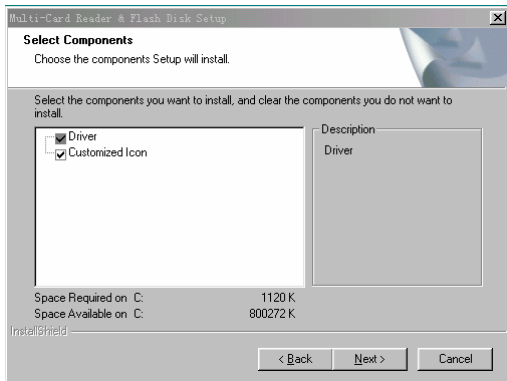 Multi-Card Reader & Flash Disk Setup
Select Components
Choose the components Setup will install.
Select the components you want to install, and clear the components you do not want to
install.
Driver
Customized Icon
Description
Driver
Space Required on C: 1120 K
Space Available on C: 800272 K
InstallShield
< Back Next > Cancel